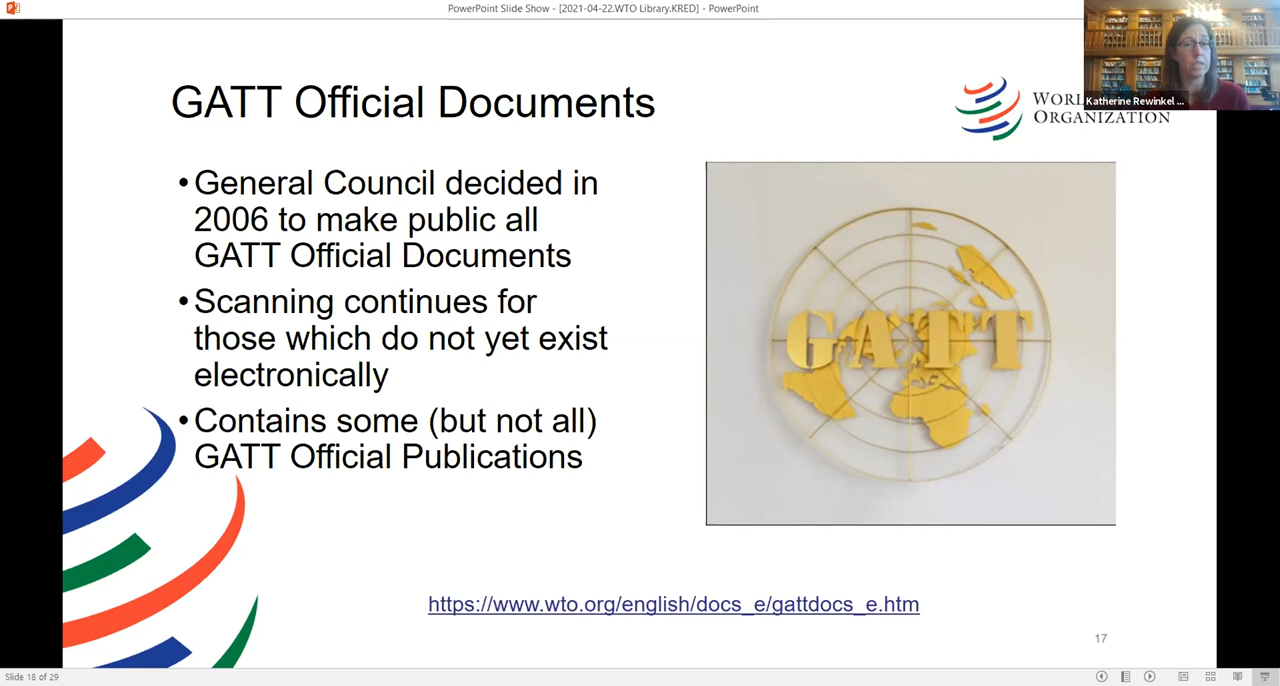 PowerPoint Slide Show - [2021-04-22.WTO Library.KRED] - PowerPoint
GATT Official Documents
WORL
ORGANIZATION
Katherine Rewinkel ...
•General Council decided in
2006 to make public all
GATT Official Documents
•Scanning continues for
those which do not yet exist
electronically
•Contains some (but not all)
GATT Official Publications
GATT
https://www.wto.org/english/docs_e/gattdocs_e.htm
17
Slide 18 of 29